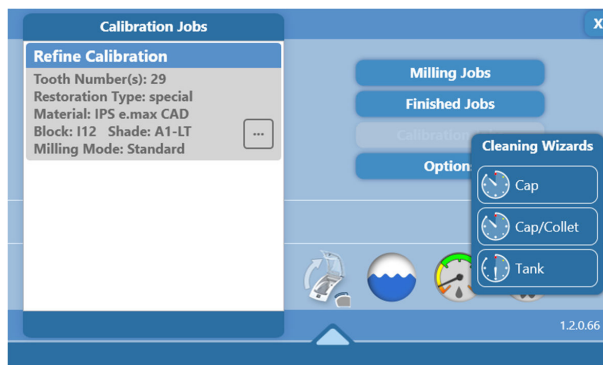 Calibration Jobs
X
Refine Calibration
Tooth Number(s): 29
Restoration Type: special
Material: IPS e.max CAD
Block: I12 Shade: A1-LT
Milling Mode: Standard
...
Milling Jobs
Finished Jobs
Calibration
Option
Cleaning Wizards
Cap
Cap/Collet
Tank
1.2.0.66